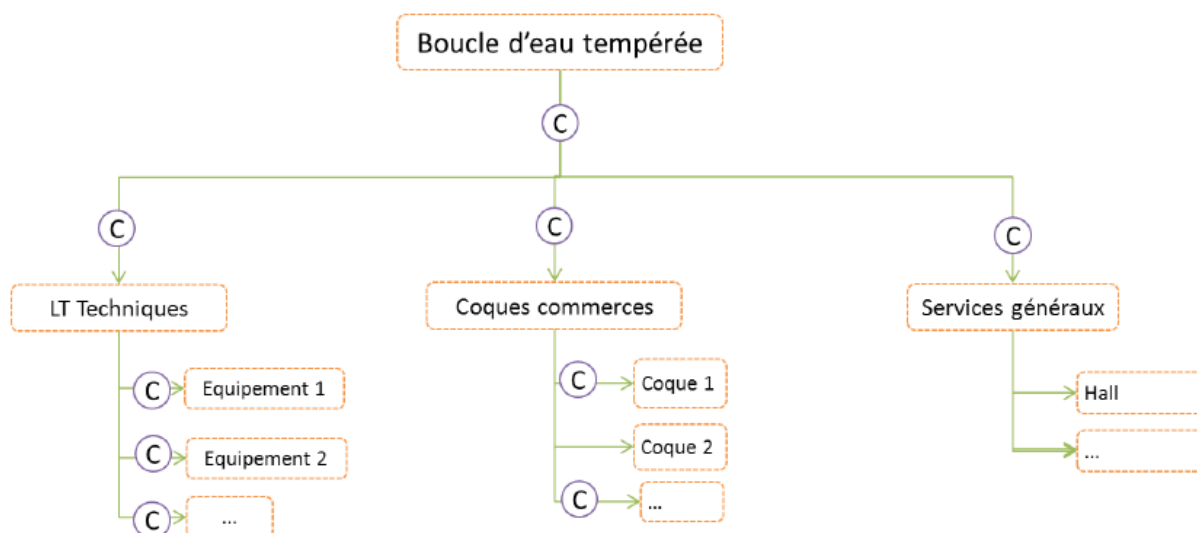 Boucle d'eau tempérée
C
C
C
C
LT Techniques
Coques commerces
Services généraux
C
Equipement 1
C
Coque 1
Hall
C
Equipement 2
Coque 2
...
C
...
C
...